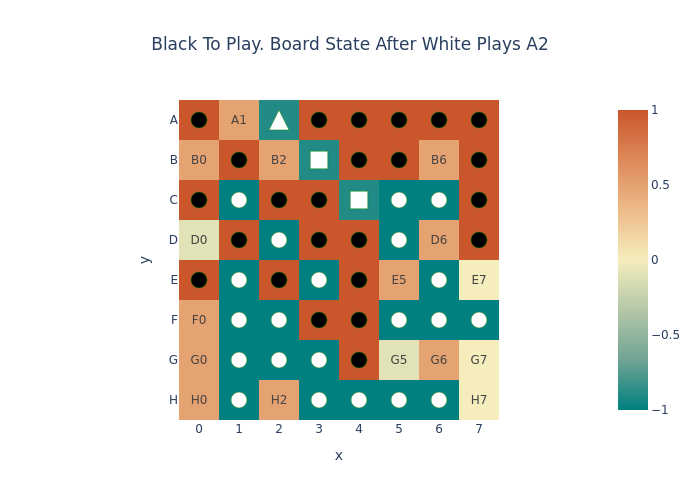 Black To Play. Board State After White Plays A2
A A1
B B0 B2 B6
C
D D0 D6
E E5 E7
F F0
G G0 G5 G6 G7
H H0 H2 H7
0 1 2 3 4 5 6 7
x
y
1
0.5
0
−0.5
−1